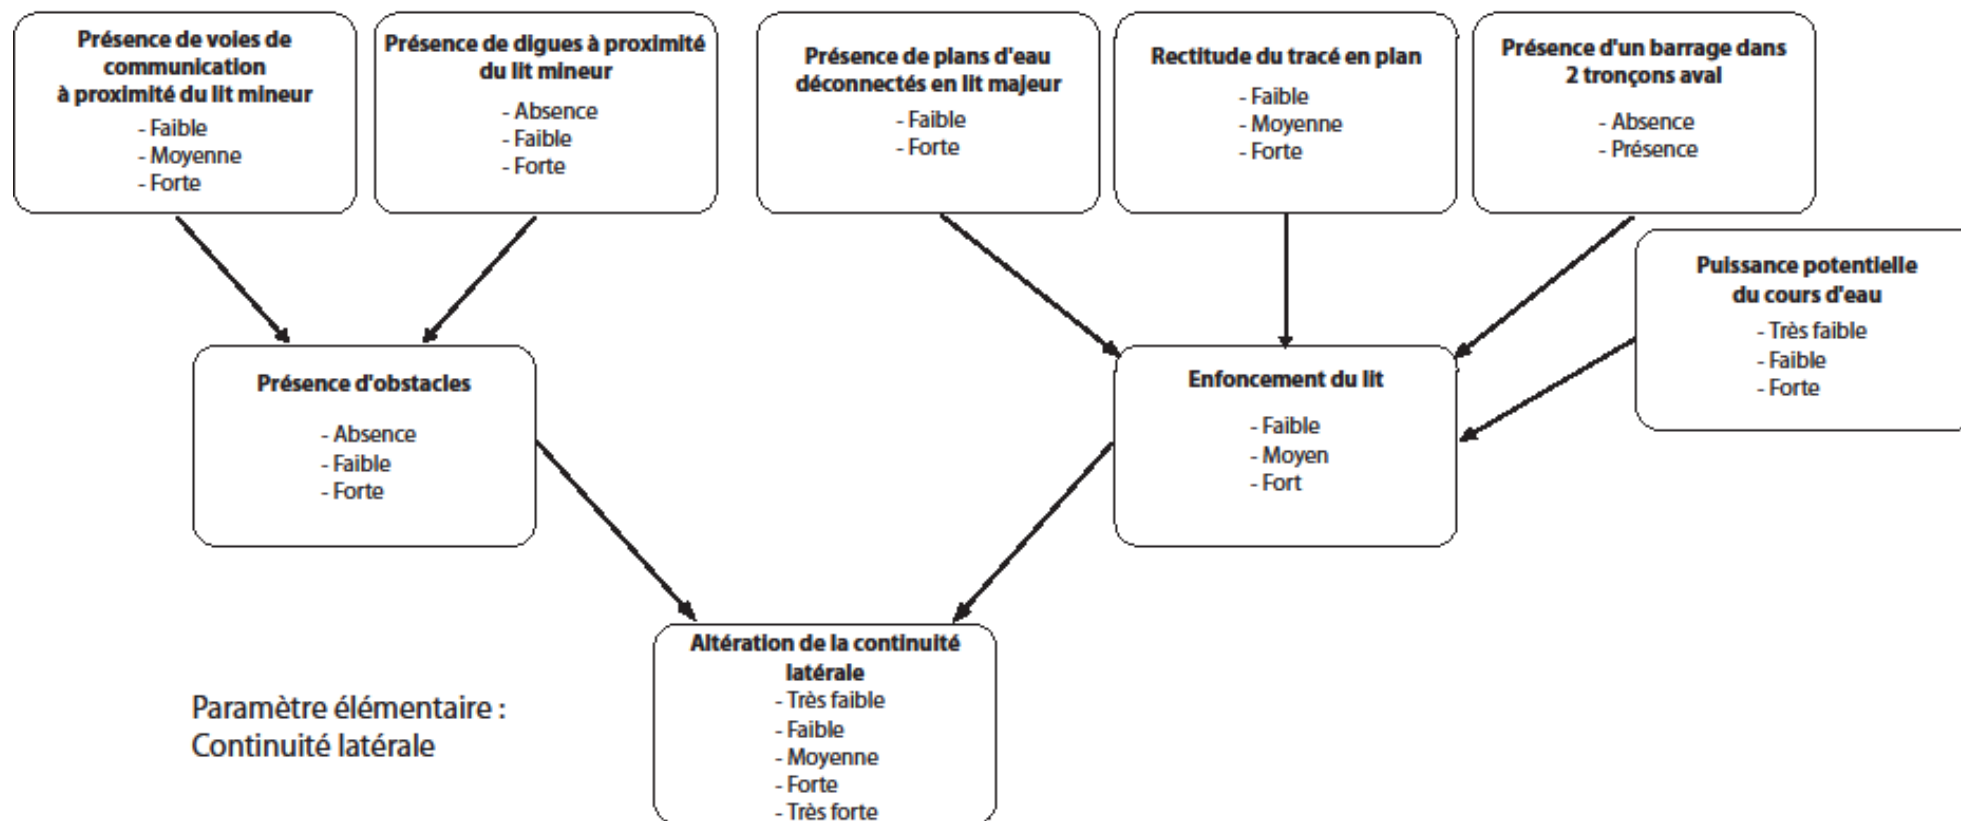 Présence de voies de
communication
à proximité du lit mineur
- Faible
- Moyenne
- Forte
Présence de digues à proximité
du lit mineur
- Absence
- Faible
- Forte
Présence de plans d'eau
déconnectés en lit majeur
- Faible
- Forte
Rectitude du tracé en plan
- Faible
- Moyenne
- Forte
Présence d'un barrage dans
2 tronçons aval
- Absence
- Présence
Puissance potentielle
du cours d'eau
- Très faible
- Faible
- Forte
Présence d'obstacles
- Absence
- Faible
- Forte
Enfoncement du lit
- Faible
- Moyen
- Fort
Altération de la continuité
latérale
- Très faible
- Faible
- Moyenne
- Forte
- Très forte
Paramètre élémentaire :
Continuité latérale